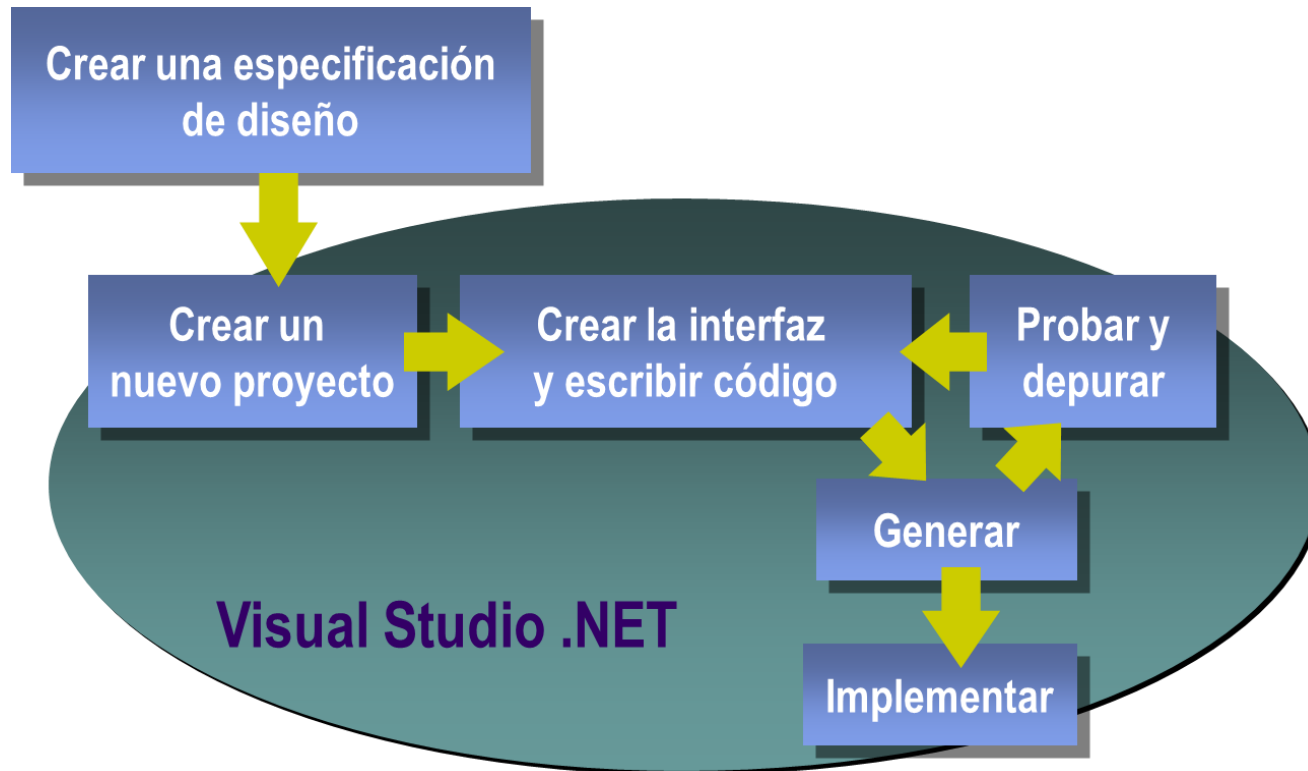 Crear una especificación
de diseño
Crear un
nuevo proyecto
Crear la interfaz
y escribir código
Probar y
depurar
Generar
Visual Studio .NET
Implementar